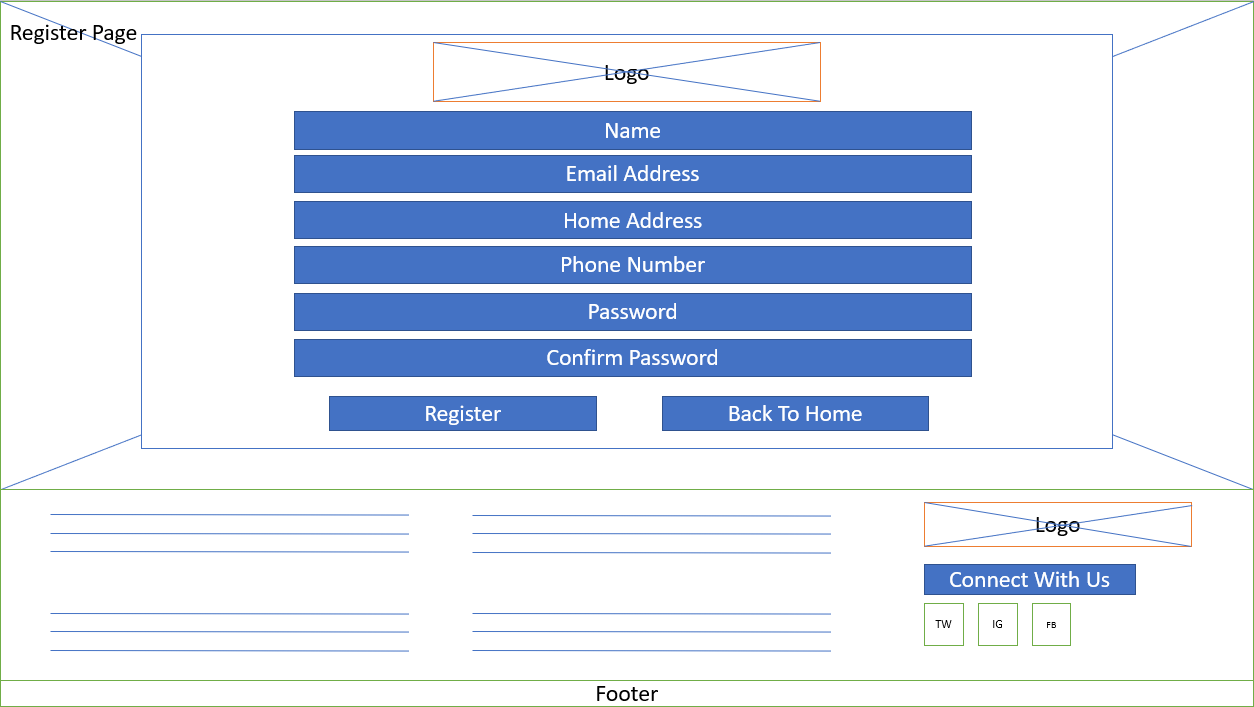 Register Page
Logo
Name
Email Address
Home Address
Phone Number
Password
Confirm Password
Register
Back To Home
Logo
Connect With Us
TW
IG
FB
Footer